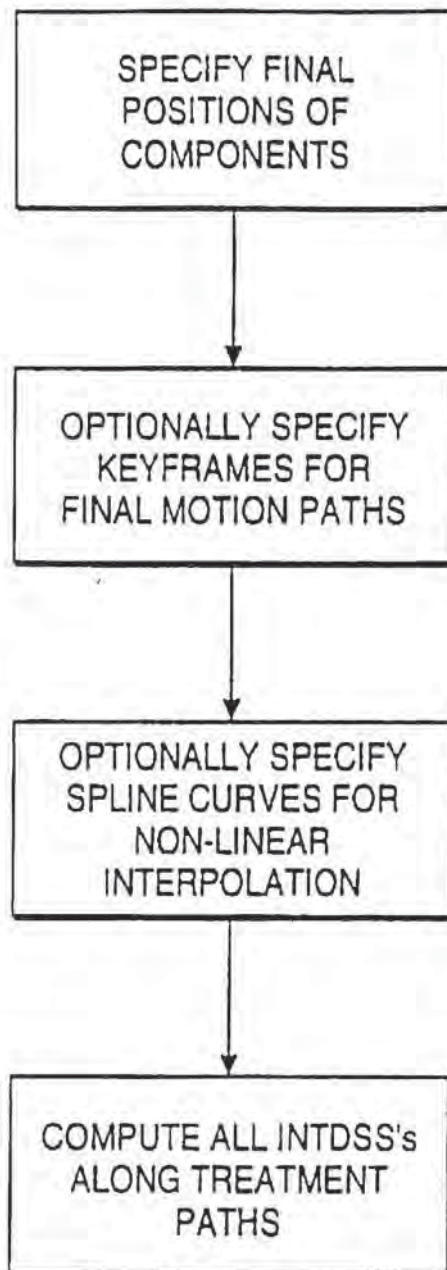 SPECIFY FINAL
POSITIONS OF
COMPONENTS
OPTIONALLY SPECIFY
KEYFRAMES FOR
FINAL MOTION PATHS
OPTIONALLY SPECIFY
SPLINE CURVES FOR
NON-LINEAR
INTERPOLATION
COMPUTE ALL INTDSS's
ALONG TREATMENT
PATHS